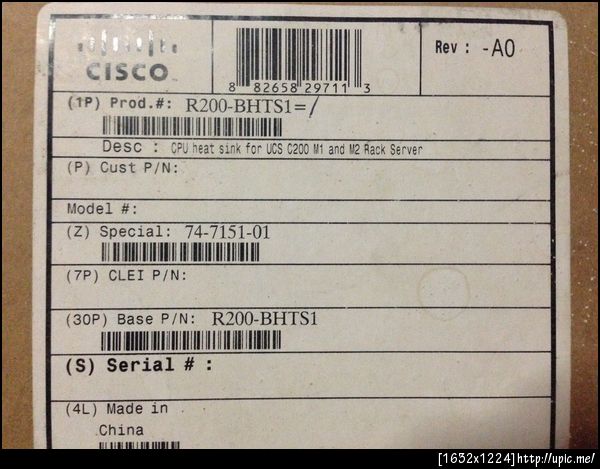 CISCO
8 82658 29711 3
Rev : -A0
(1P) Prod.#: R200-BHTS1=/
Desc : CPU heat sink for UCS C200 M1 and M2 Rack Server
(P) Cust P/N:
Model #:
(Z) Special: 74-7151-01
(7P) CLEI P/N:
(30P) Base P/N: R200-BHTS1
(S) Serial # :
(4L) Made in
China
[1632x1224]http://upic.me/